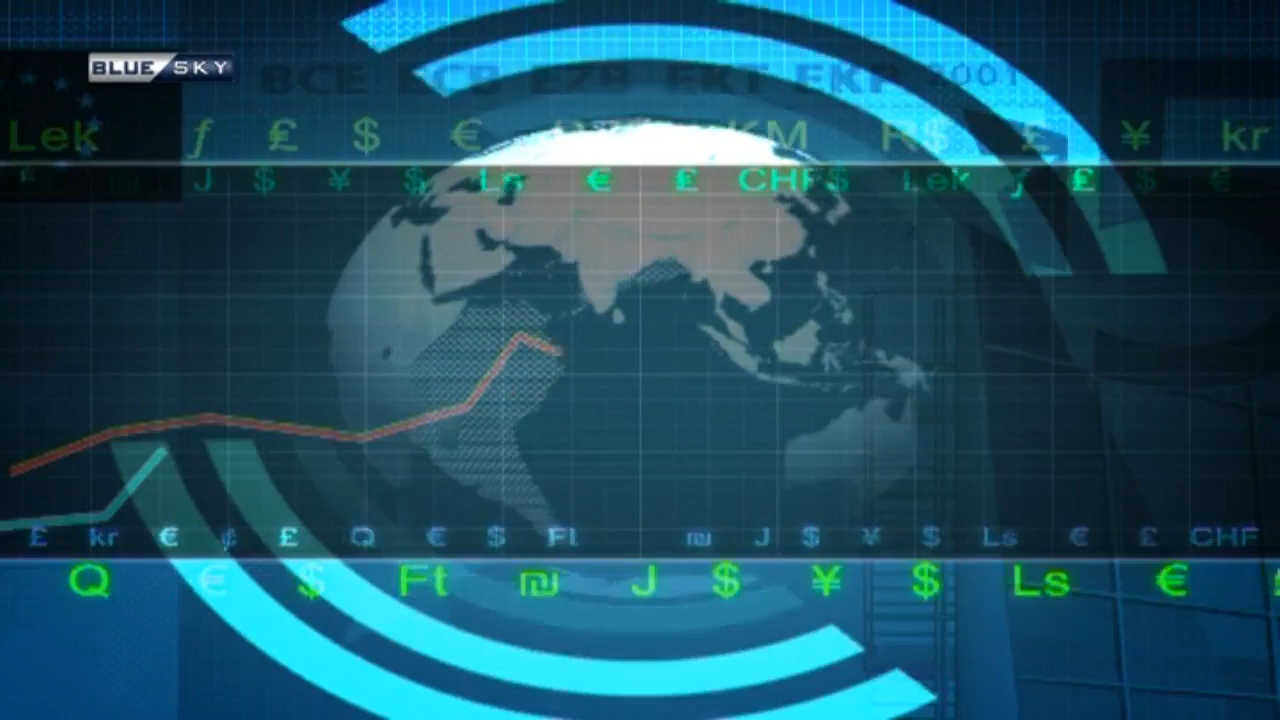 BLUE SKY
BCE ECB EZB EKT EKP 2001
Lek ƒ £ $ € KM R$ £ ¥ kr
J $ ¥ $ Ls € £ CHF $ Lek ƒ £ $ €
£ kr € ¢ £ Q € $ Ft ₪ J $ ¥ $ Ls € £ CHF
Q € $ Ft ₪ J $ ¥ $ Ls €